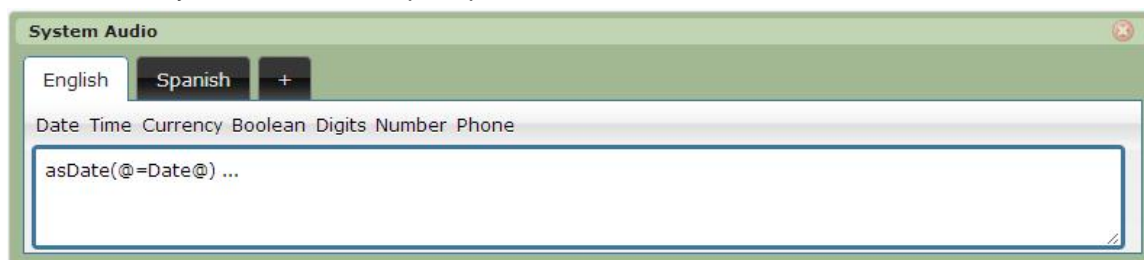 System Audio
English Spanish +
Date Time Currency Boolean Digits Number Phone
asDate(@=Date@) ...